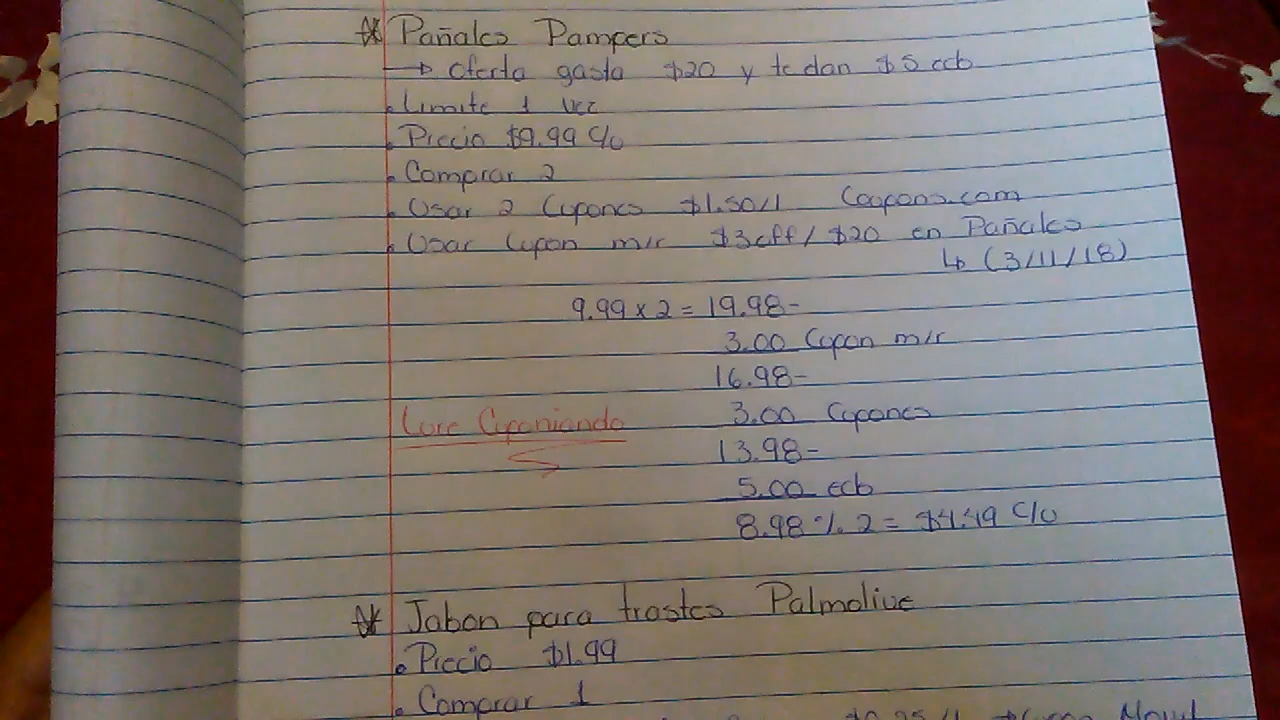 * Pañales Pampers
→ Oferta gasta $20 y te dan $5 ecb
• Limite 1 vez
• Precio $9.99 c/u
• Comprar 2
• Usar 2 Cupones $1.50/1 Coupons.com
• Usar Cupon m/r $3 off / $20 en Pañales
↳ (3/11/18)
9.99 x 2 = 19.98-
3.00 Cupon m/r
16.98-
3.00 Cupones
Lore Cuponiando
13.98-
5.00 ecb
8.98 % 2 = $4.49 c/u
* Jabon para trastes Palmolive
• Precio $1.99
• Comprar 1